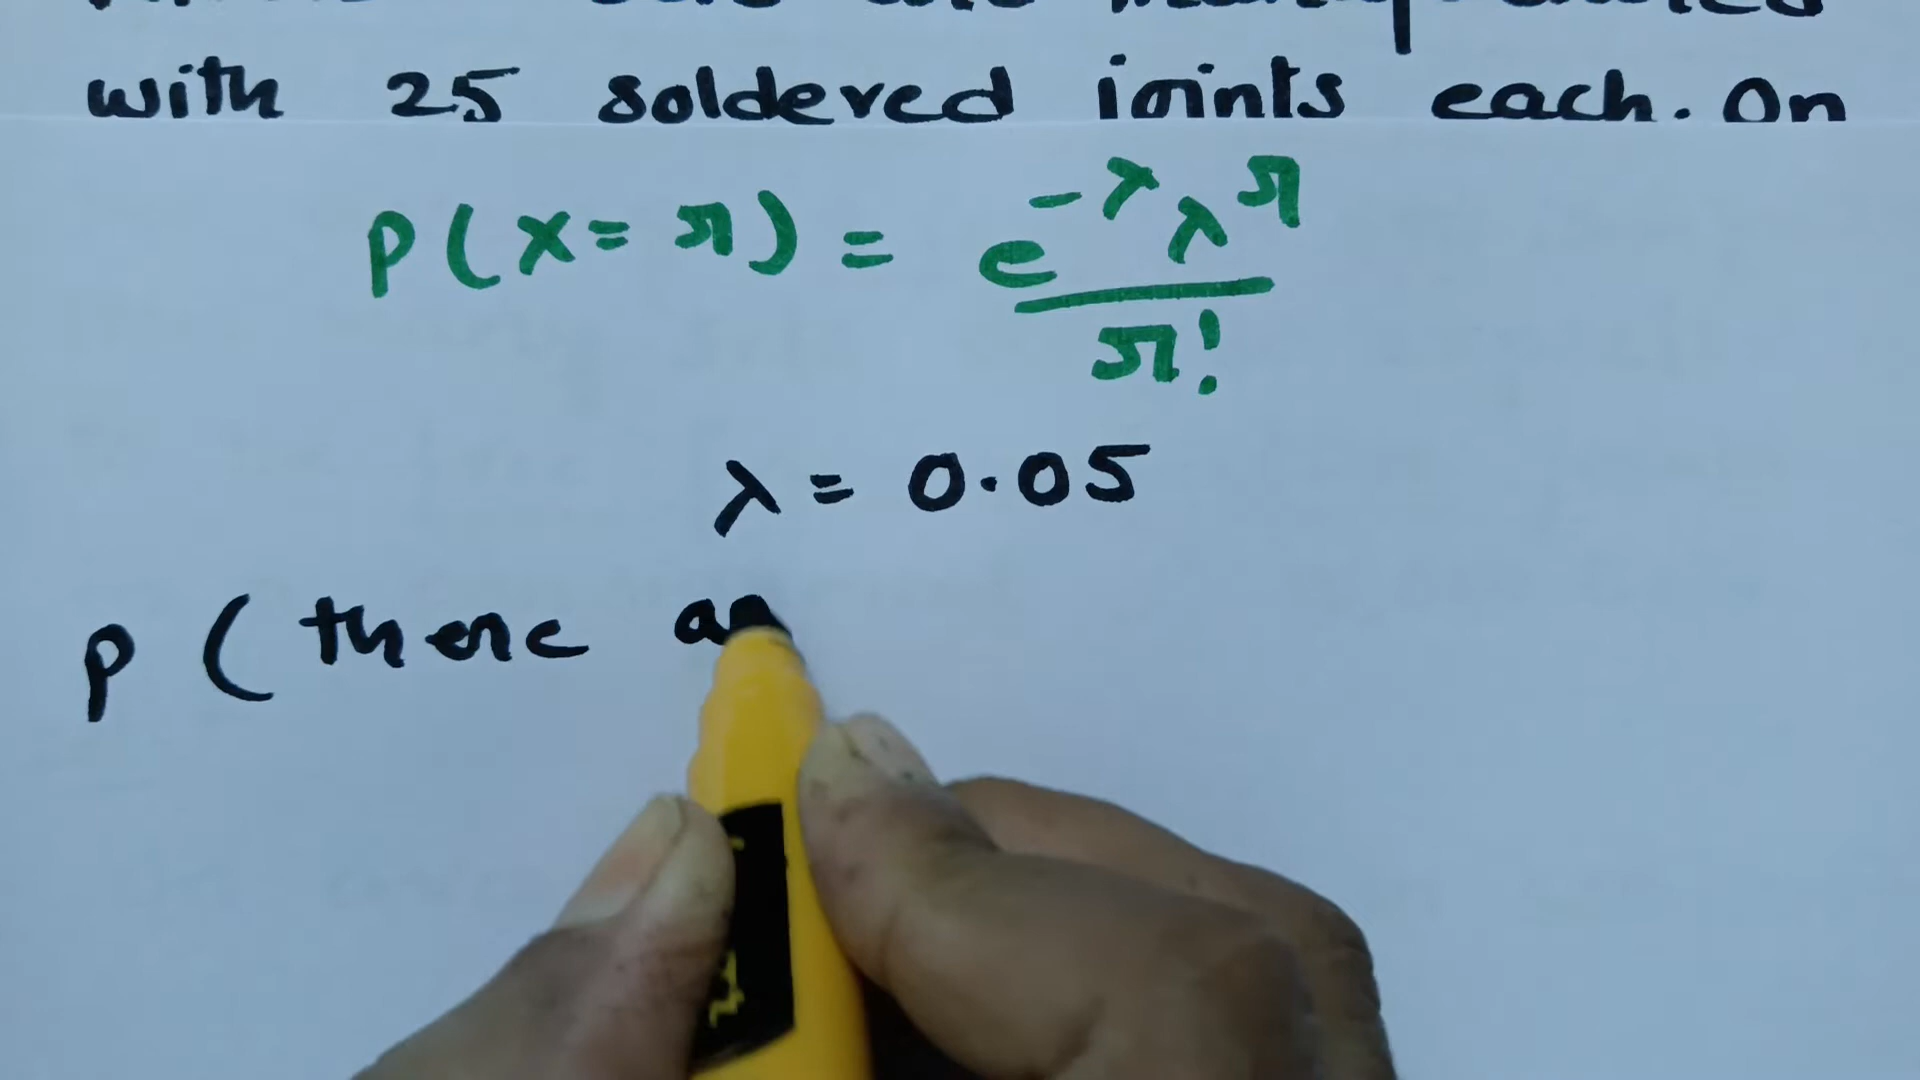 with 25 soldered joints each. On
P(X = r) = e^{-λ} λ^r / r!
λ = 0.05
P ( there a